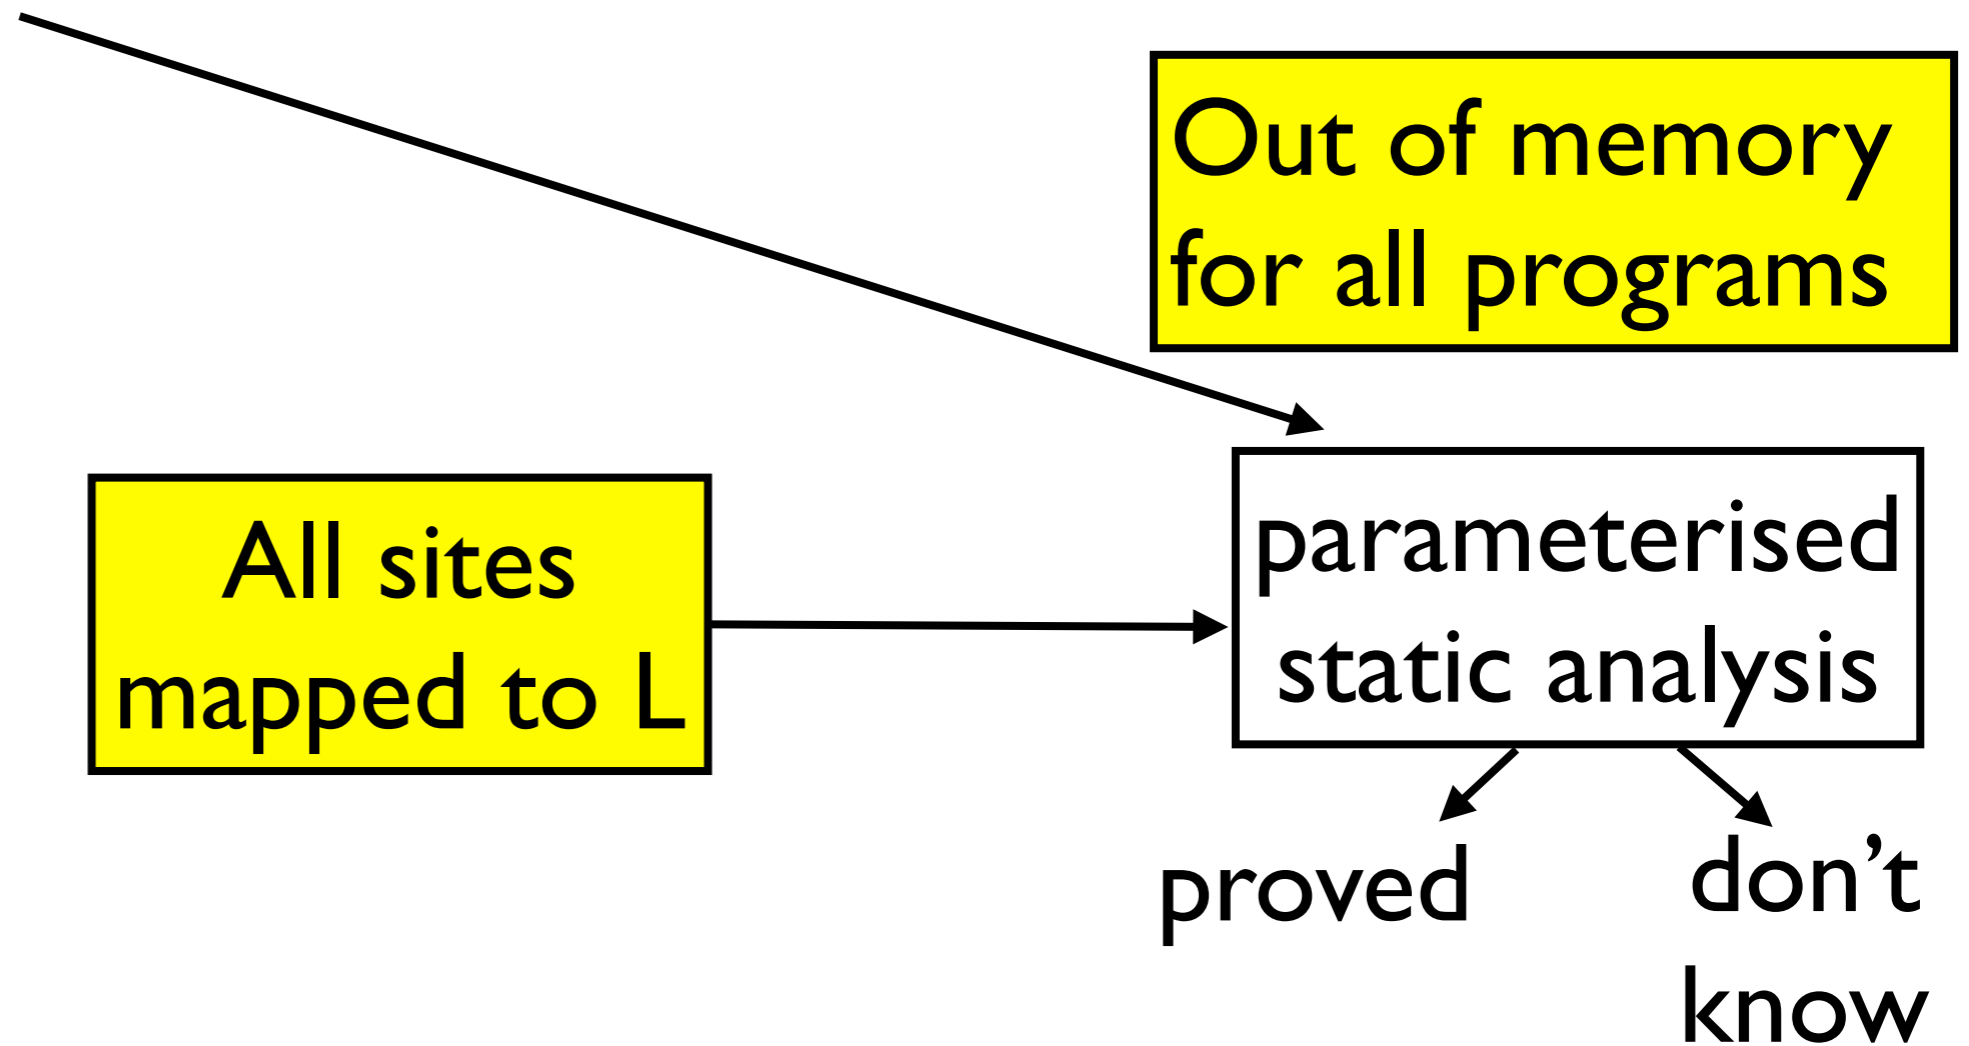 Out of memory
for all programs
All sites
mapped to L
parameterised
static analysis
proved
don’t
know